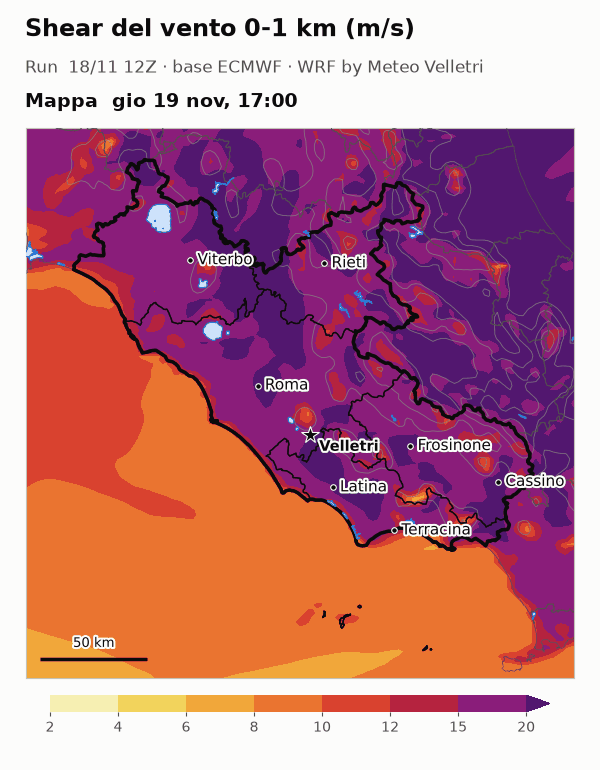 Shear del vento 0-1 km (m/s)
Run  18/11 12Z · base ECMWF · WRF by Meteo Velletri
Mappa  gio 19 nov, 17:00
Viterbo
Rieti
Roma
Velletri
Frosinone
Latina
Cassino
Terracina
50 km
2 4 6 8 10 12 15 20